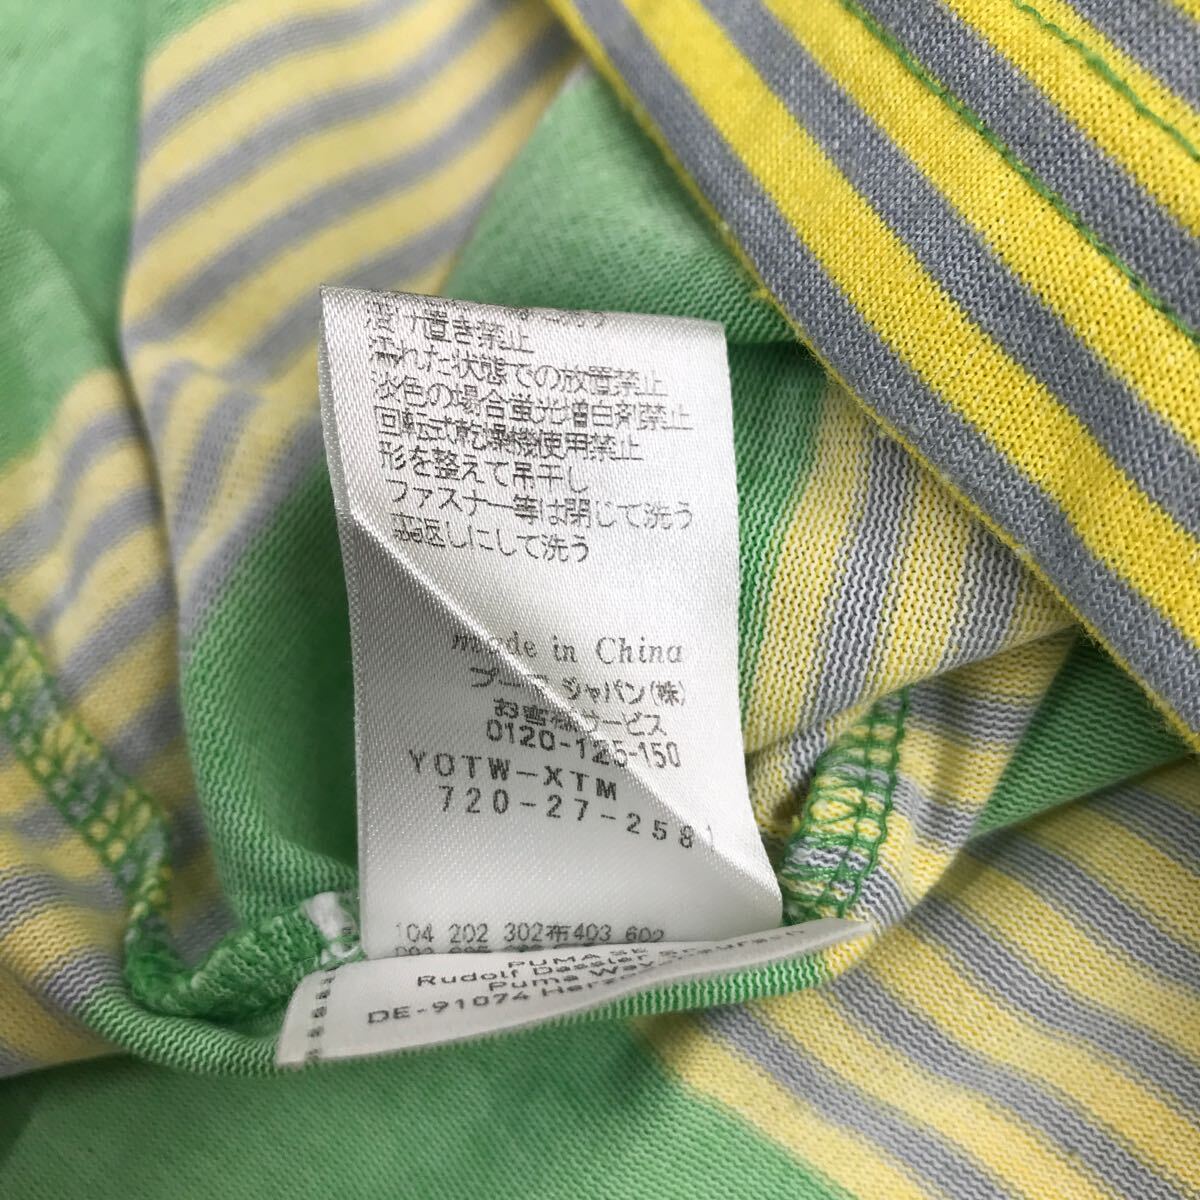 漬け置き禁止
濡れた状態での放置禁止
淡色の場合蛍光増白剤禁止
回転式乾燥機使用禁止
形を整えて吊干し
ファスナー等は閉じて洗う
裏返しにして洗う
made in China
プーマ ジャパン(株)
お客様サービス
0120-125-150
YOTW-XTM
720-27-258
104 202 302布403 602
PUMA SE
Rudolf Dassler
Puma Way
DE-91074